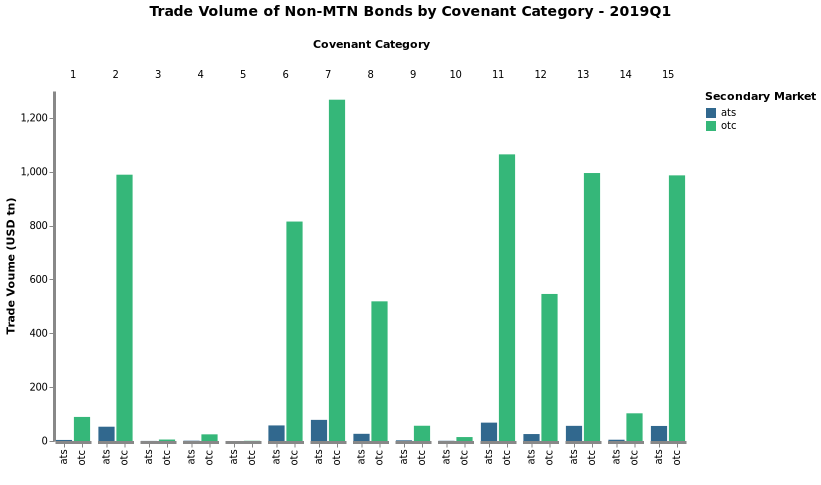 Trade Volume of Non-MTN Bonds by Covenant Category - 2019Q1
Covenant Category
1 2 3 4 5 6 7 8 9 10 11 12 13 14 15
Secondary Market
ats
otc
1,200
1,000
800
600
400
200
0
Trade Voume (USD tn)
ats otc ats otc ats otc ats otc ats otc ats otc ats otc ats otc ats otc ats otc ats otc ats otc ats otc ats otc ats otc